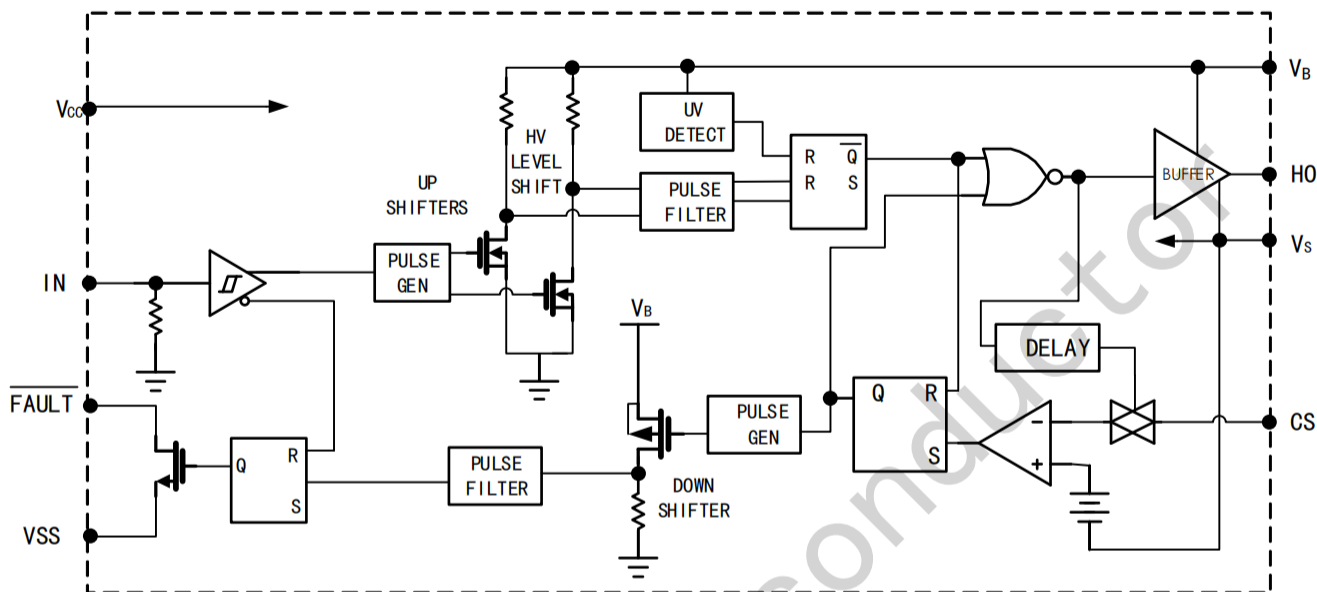 VB
VCC
UV
DETECT
HV
LEVEL
SHIFT
R
Q
R
S
BUFFER
HO
UP
SHIFTERS
PULSE
FILTER
VS
IN
PULSE
GEN
VB
DELAY
FAULT
Q
R
S
PULSE
GEN
-
+
CS
Q
R
S
PULSE
FILTER
DOWN
SHIFTER
VSS
onductor